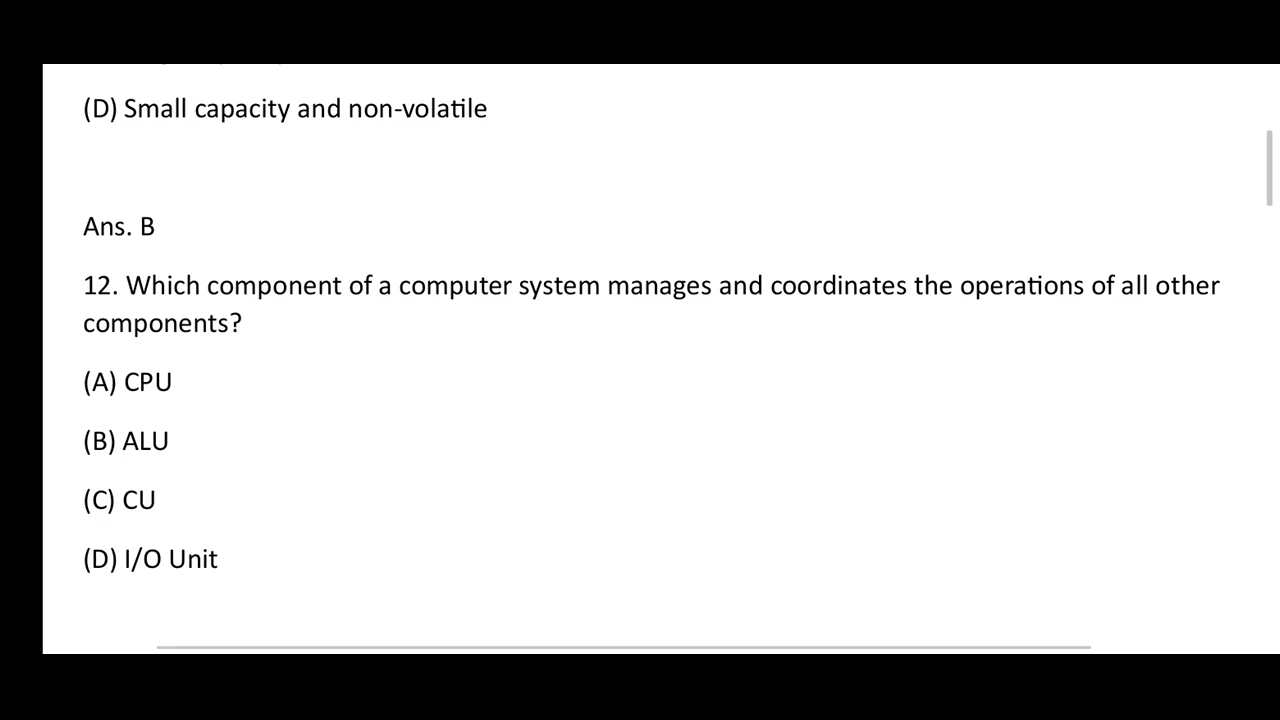 (D) Small capacity and non-volatile
Ans. B
12. Which component of a computer system manages and coordinates the operations of all other
components?
(A) CPU
(B) ALU
(C) CU
(D) I/O Unit